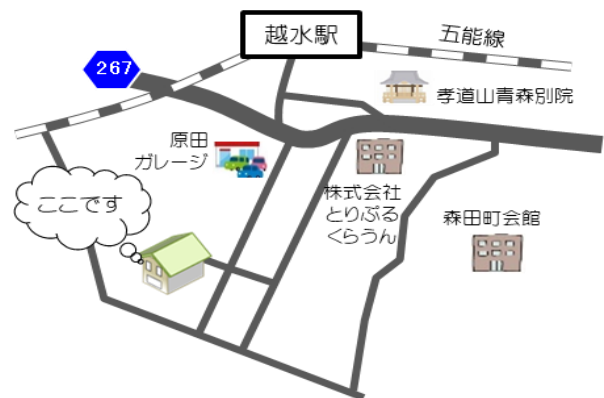 越水駅
五能線
267
孝道山青森別院
原田
ガレージ
株式会社
とりぷる
くらうん
ここです
森田町会館